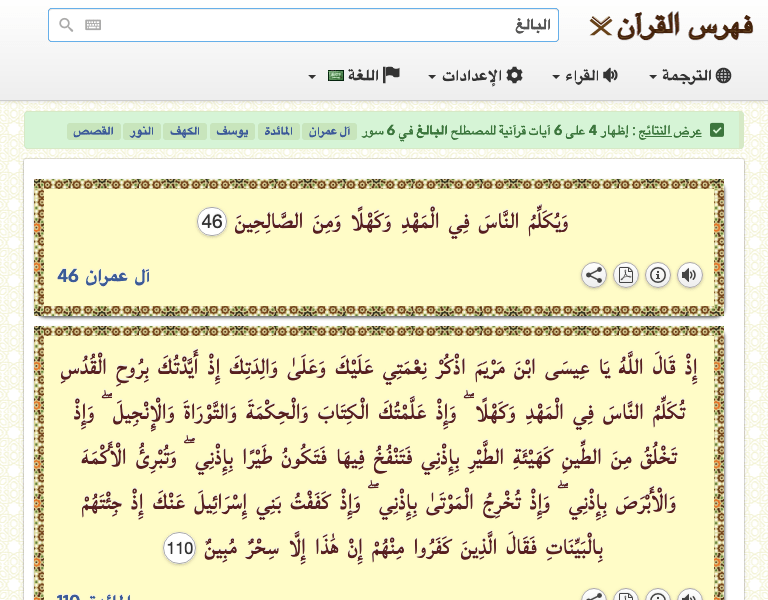 فهرس القرآن
البالغ
الترجمة القراء الإعدادات اللغة
عرض النتائج : إظهار 4 على 6 آيات قرآنية للمصطلح البالغ في 6 سور آل عمران المائدة يوسف الكهف النور القصص
وَيُكَلِّمُ النَّاسَ فِي الْمَهْدِ وَكَهْلًا وَمِنَ الصَّالِحِينَ 46
آل عمران 46
إِذْ قَالَ اللَّهُ يَا عِيسَى ابْنَ مَرْيَمَ اذْكُرْ نِعْمَتِي عَلَيْكَ وَعَلَىٰ وَالِدَتِكَ إِذْ أَيَّدْتُكَ بِرُوحِ الْقُدُسِ
تُكَلِّمُ النَّاسَ فِي الْمَهْدِ وَكَهْلًا ۖ وَإِذْ عَلَّمْتُكَ الْكِتَابَ وَالْحِكْمَةَ وَالتَّوْرَاةَ وَالْإِنْجِيلَ ۖ وَإِذْ
تَخْلُقُ مِنَ الطِّينِ كَهَيْئَةِ الطَّيْرِ بِإِذْنِي فَتَنْفُخُ فِيهَا فَتَكُونُ طَيْرًا بِإِذْنِي ۖ وَتُبْرِئُ الْأَكْمَهَ
وَالْأَبْرَصَ بِإِذْنِي ۖ وَإِذْ تُخْرِجُ الْمَوْتَىٰ بِإِذْنِي ۖ وَإِذْ كَفَفْتُ بَنِي إِسْرَائِيلَ عَنْكَ إِذْ جِئْتَهُمْ
بِالْبَيِّنَاتِ فَقَالَ الَّذِينَ كَفَرُوا مِنْهُمْ إِنْ هَٰذَا إِلَّا سِحْرٌ مُبِينٌ 110
المائدة 110